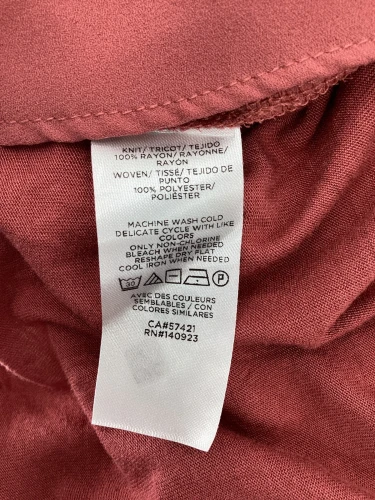 KNIT/ TRICOT/ TEJIDO
100% RAYON/ RAYONNE/
RAYÓN
WOVEN/ TISSÉ/ TEJIDO DE
PUNTO
100% POLYESTER/
POLIÉSTER
MACHINE WASH COLD
DELICATE CYCLE WITH LIKE
COLORS
ONLY NON-CHLORINE
BLEACH WHEN NEEDED
RESHAPE DRY FLAT
COOL IRON WHEN NEEDED
30 P
AVEC DES COULEURS
SEMBLABLES / CON
COLORES SIMILARES
CA#57421
RN#140923